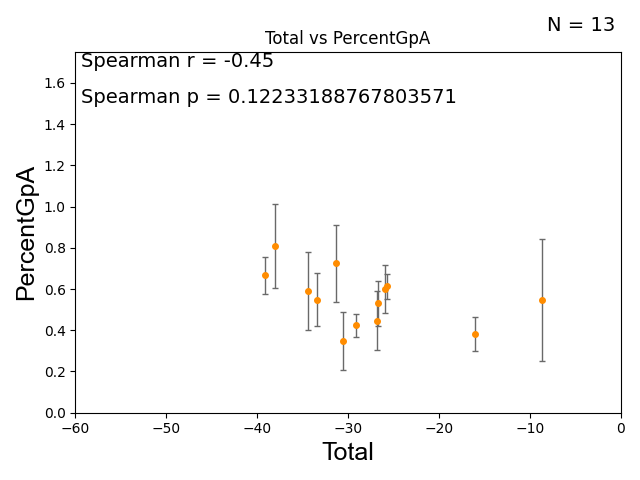 N = 13
Total vs PercentGpA
Spearman r = -0.45
Spearman p = 0.12233188767803571
PercentGpA
1.6
1.4
1.2
1.0
0.8
0.6
0.4
0.2
0.0
−60 −50 −40 −30 −20 −10 0
Total